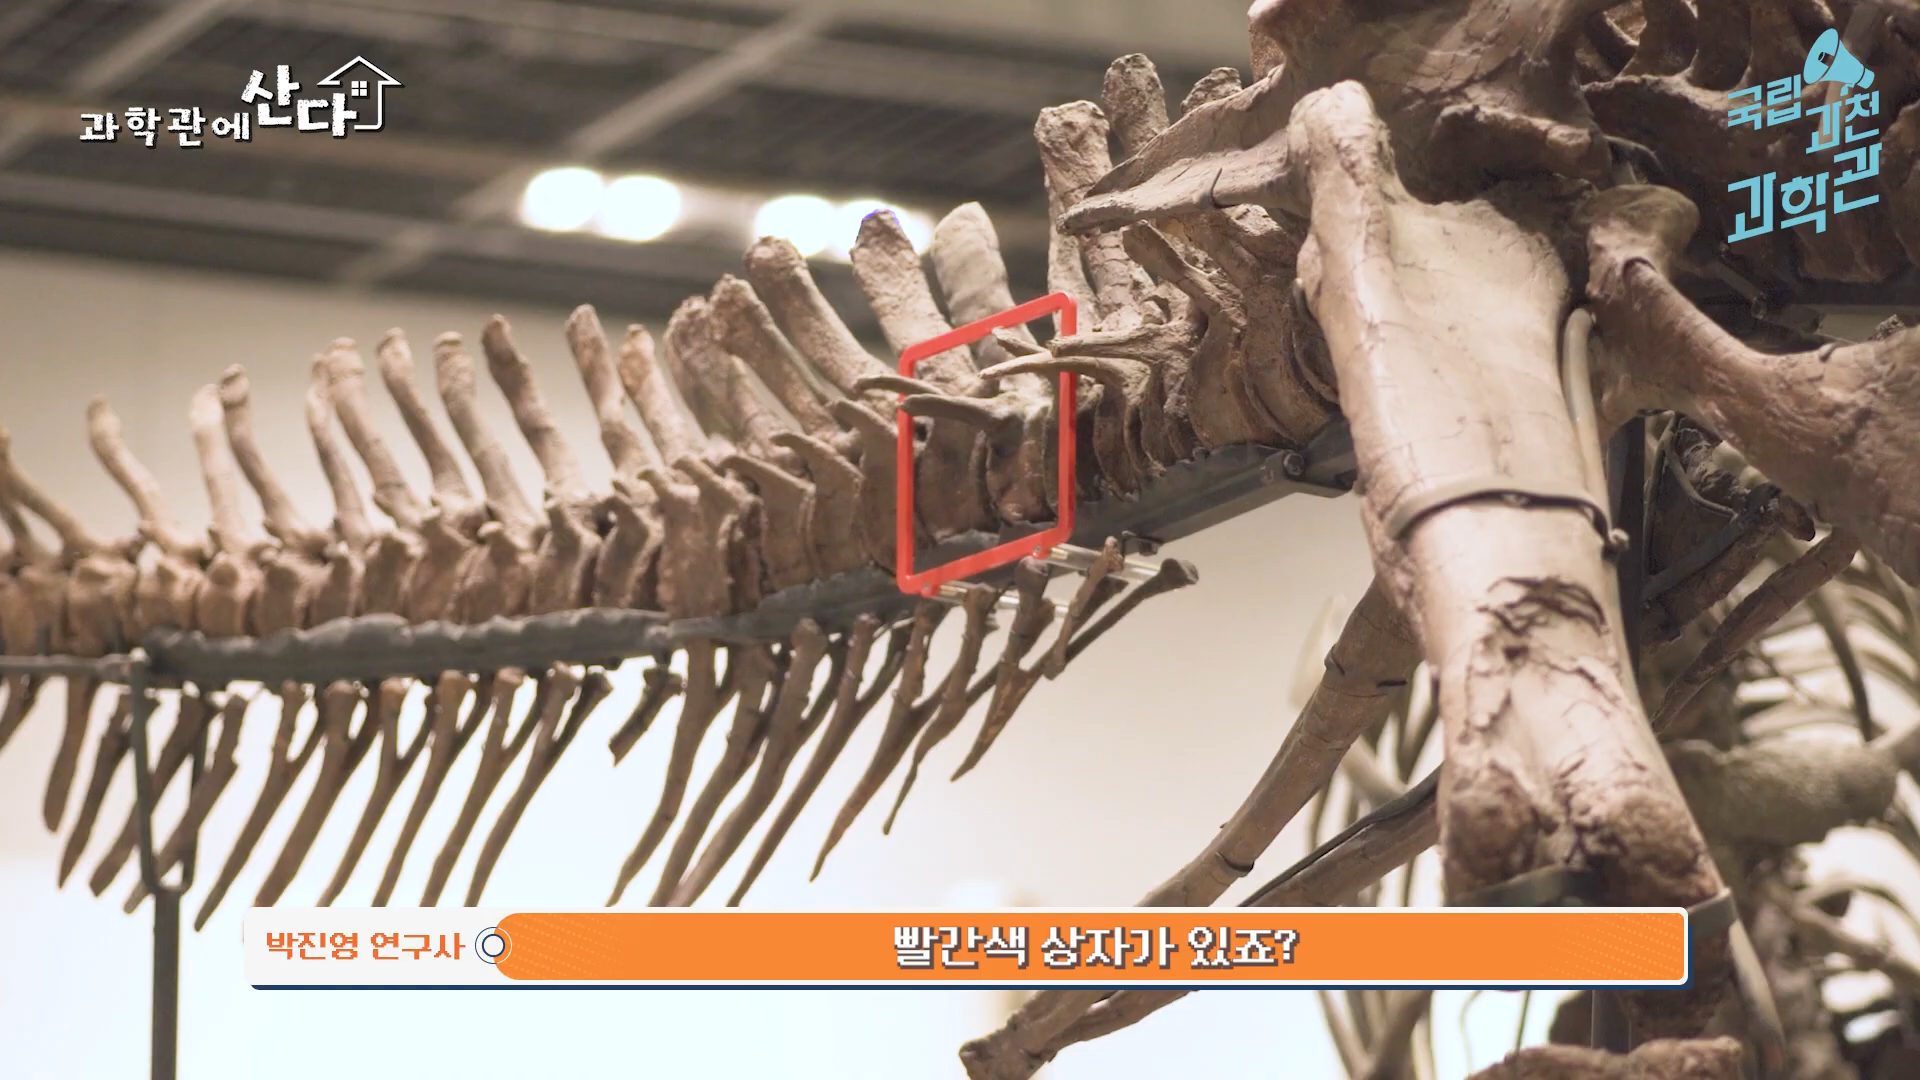 과학관에 산다
국립
과천
과학관
박진영 연구사
빨간색 상자가 있죠?